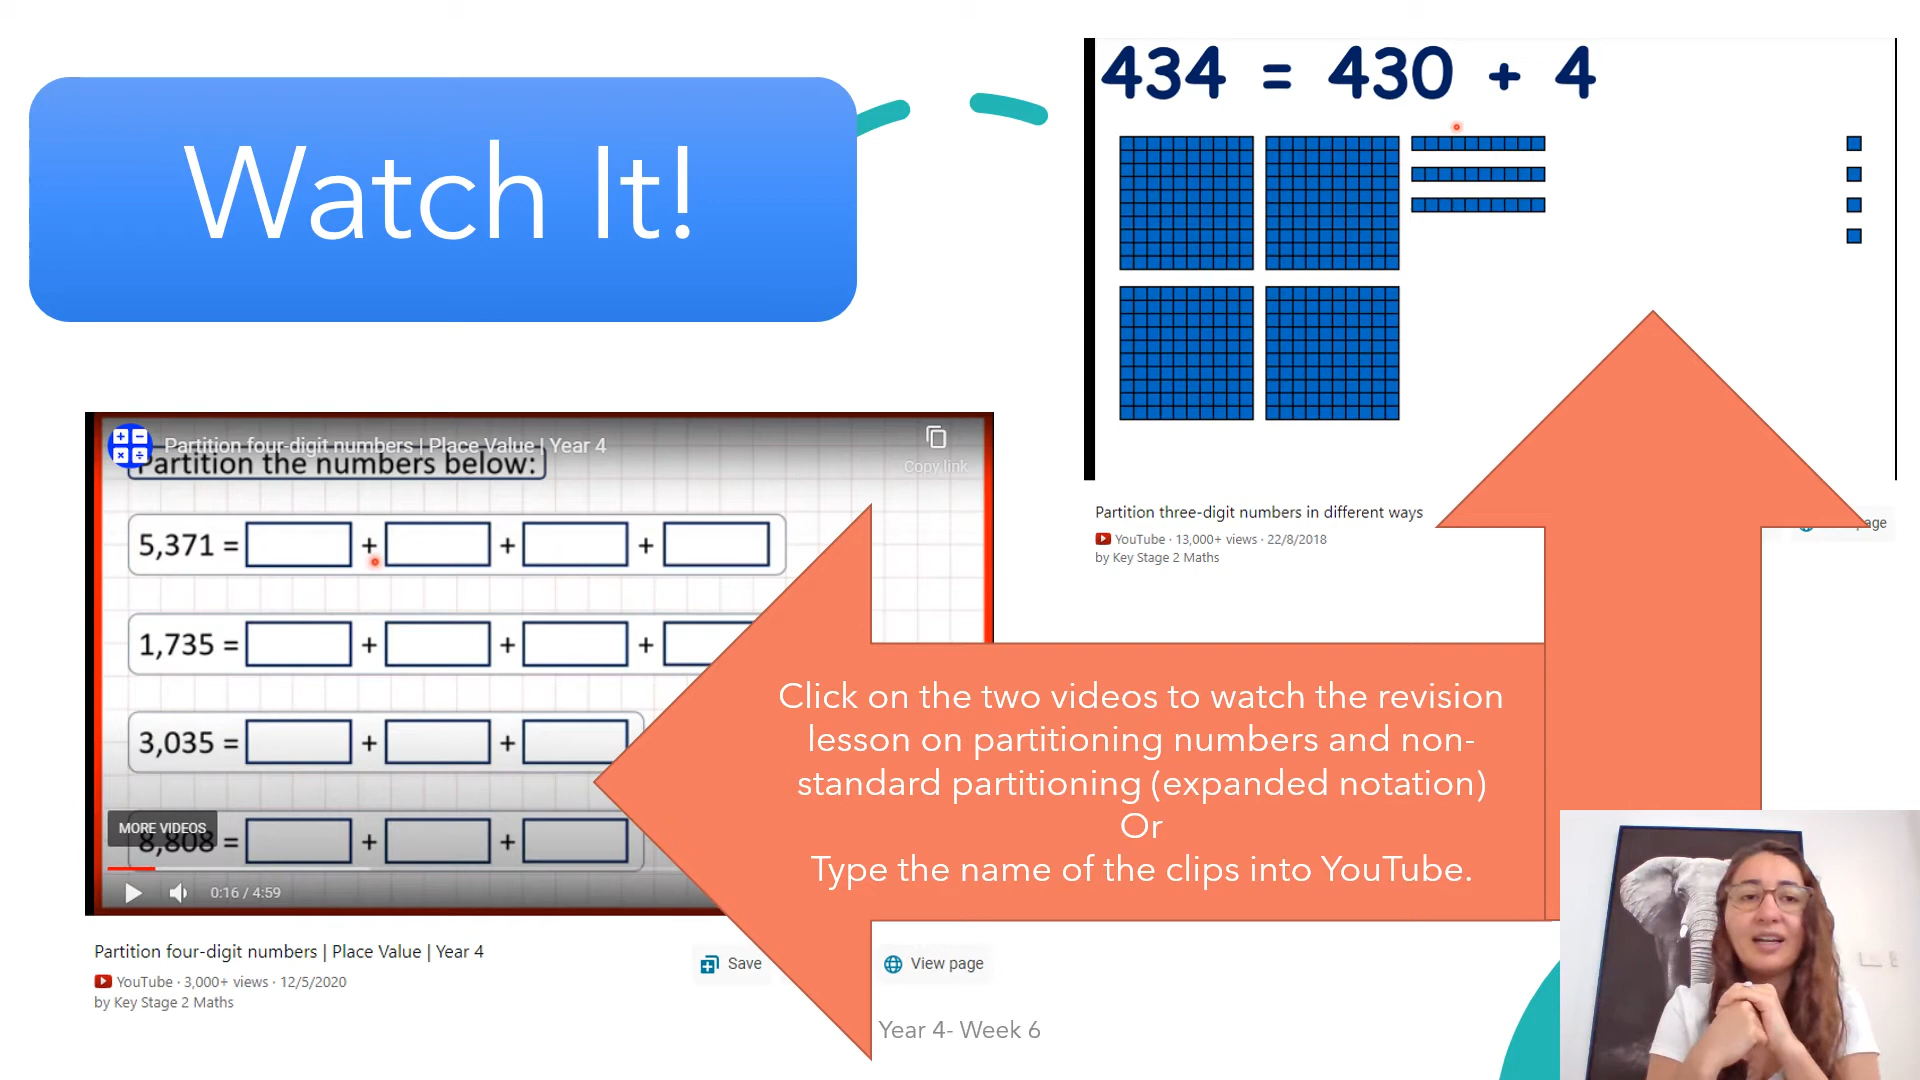 Watch It!
434 = 430 + 4
Partition three-digit numbers in different ways
YouTube · 13,000+ views · 22/8/2018
by Key Stage 2 Maths
Partition four-digit numbers | Place Value | Year 4
Copy link
Partition the numbers below:
5,371 = + + +
1,735 = + + +
3,035 = + +
MORE VIDEOS
8,808 = + +
0:16 / 4:59
Click on the two videos to watch the revision
lesson on partitioning numbers and non-
standard partitioning (expanded notation)
Or
Type the name of the clips into YouTube.
Partition four-digit numbers | Place Value | Year 4
YouTube · 3,000+ views · 12/5/2020
by Key Stage 2 Maths
Save
View page
Year 4- Week 6